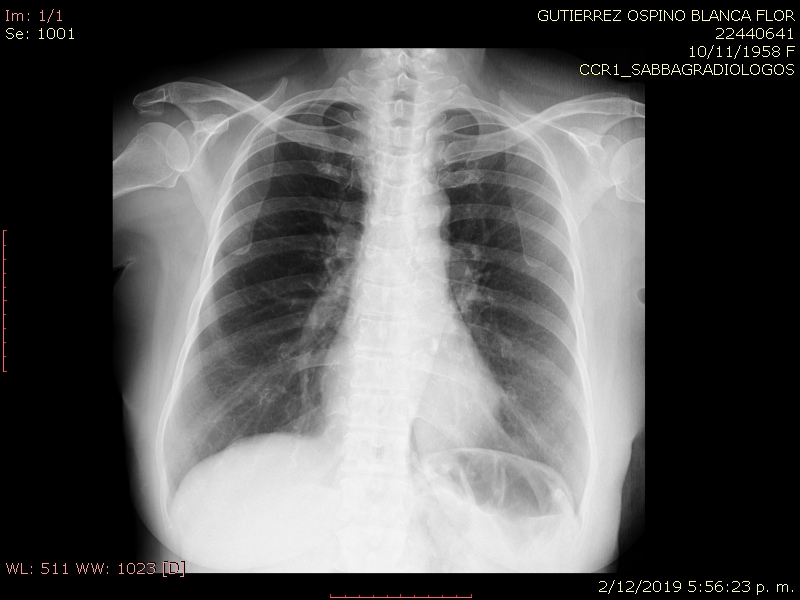 Im: 1/1
Se: 1001
GUTIERREZ OSPINO BLANCA FLOR
22440641
10/11/1958 F
CCR1_SABBAGRADIOLOGOS
WL: 511 WW: 1023 [D]
2/12/2019 5:56:23 p. m.